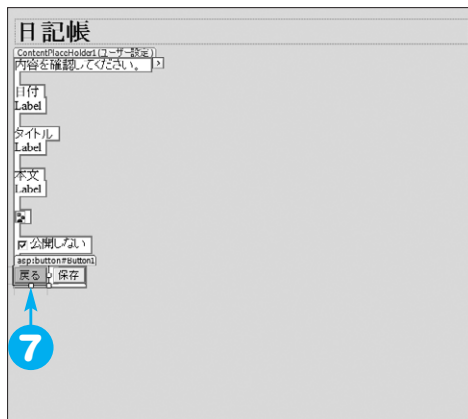 日記帳
ContentPlaceHolder1 (ユーザー設定)
内容を確認してください。
日付
Label
タイトル
Label
本文
Label
公開しない
asp:button#Button1
戻る 保存
7